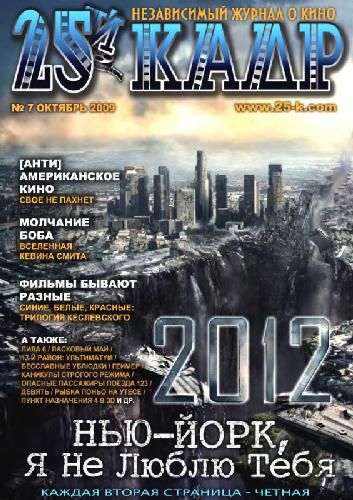 НЕЗАВИСИМЫЙ ЖУРНАЛ О КИНО
25й КАДР
№ 7 ОКТЯБРЬ 2009
www.25-k.com
[АНТИ]
АМЕРИКАНСКОЕ
КИНО
СВОЕ НЕ ПАХНЕТ
МОЛЧАНИЕ
БОБА
ВСЕЛЕННАЯ
КЕВИНА СМИТА
ФИЛЬМЫ БЫВАЮТ
РАЗНЫЕ
СИНИЕ, БЕЛЫЕ, КРАСНЫЕ:
ТРИЛОГИЯ КЕСЛЕВСКОГО
А ТАКЖЕ:
ПИЛА 6 / ЛАСКОВЫЙ МАЙ /
13-Й РАЙОН: УЛЬТИМАТУМ /
БЕССЛАВНЫЕ УБЛЮДКИ / ГЕЙМЕР /
КАНИКУЛЫ СТРОГОГО РЕЖИМА /
ОПАСНЫЕ ПАССАЖИРЫ ПОЕЗДА 123 /
ДЕВЯТЬ / РЫБКА ПОНЬО НА УТЕСЕ /
ПУНКТ НАЗНАЧЕНИЯ 4 В 3D И ДР.
2012
НЬЮ-ЙОРК,
Я Не Люблю Тебя
КАЖДАЯ ВТОРАЯ СТРАНИЦА - ЧЕТНАЯ